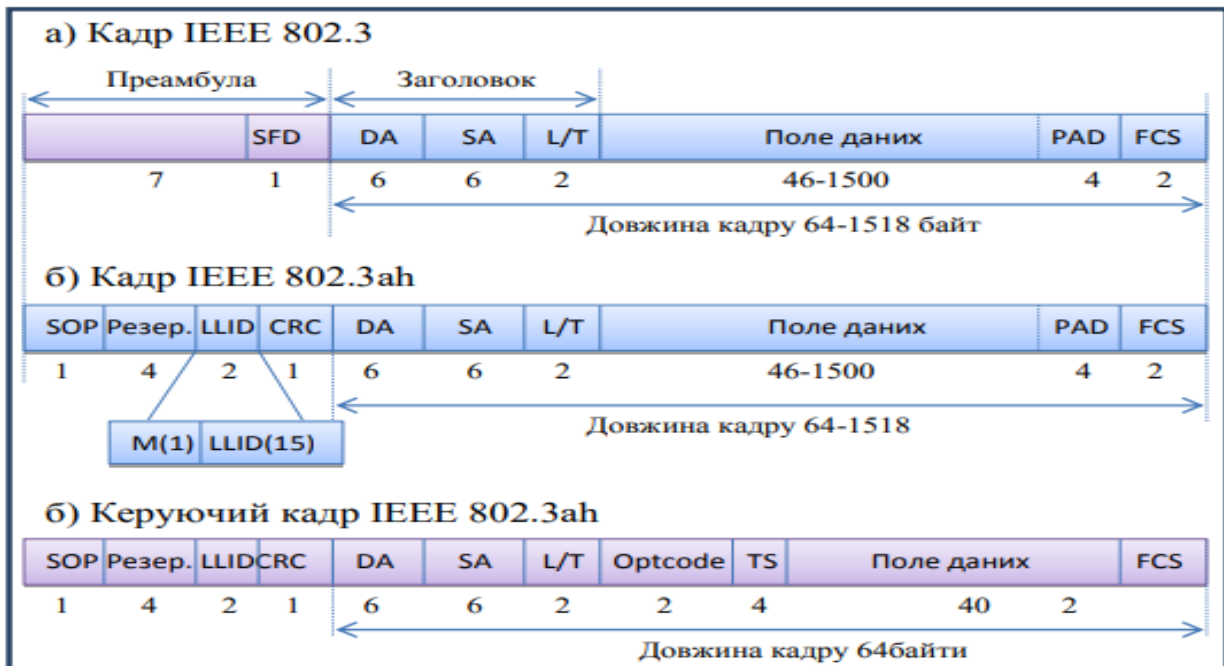 а) Кадр IEEE 802.3
Преамбула Заголовок
SFD DA SA L/T Поле даних PAD FCS
7 1 6 6 2 46-1500 4 2
Довжина кадру 64-1518 байт
б) Кадр IEEE 802.3ah
SOP Резер. LLID CRC DA SA L/T Поле даних PAD FCS
1 4 2 1 6 6 2 46-1500 4 2
Довжина кадру 64-1518
M(1) LLID(15)
б) Керуючий кадр IEEE 802.3ah
SOP Резер. LLID CRC DA SA L/T Optcode TS Поле даних FCS
1 4 2 1 6 6 2 2 4 40 2
Довжина кадру 64байти